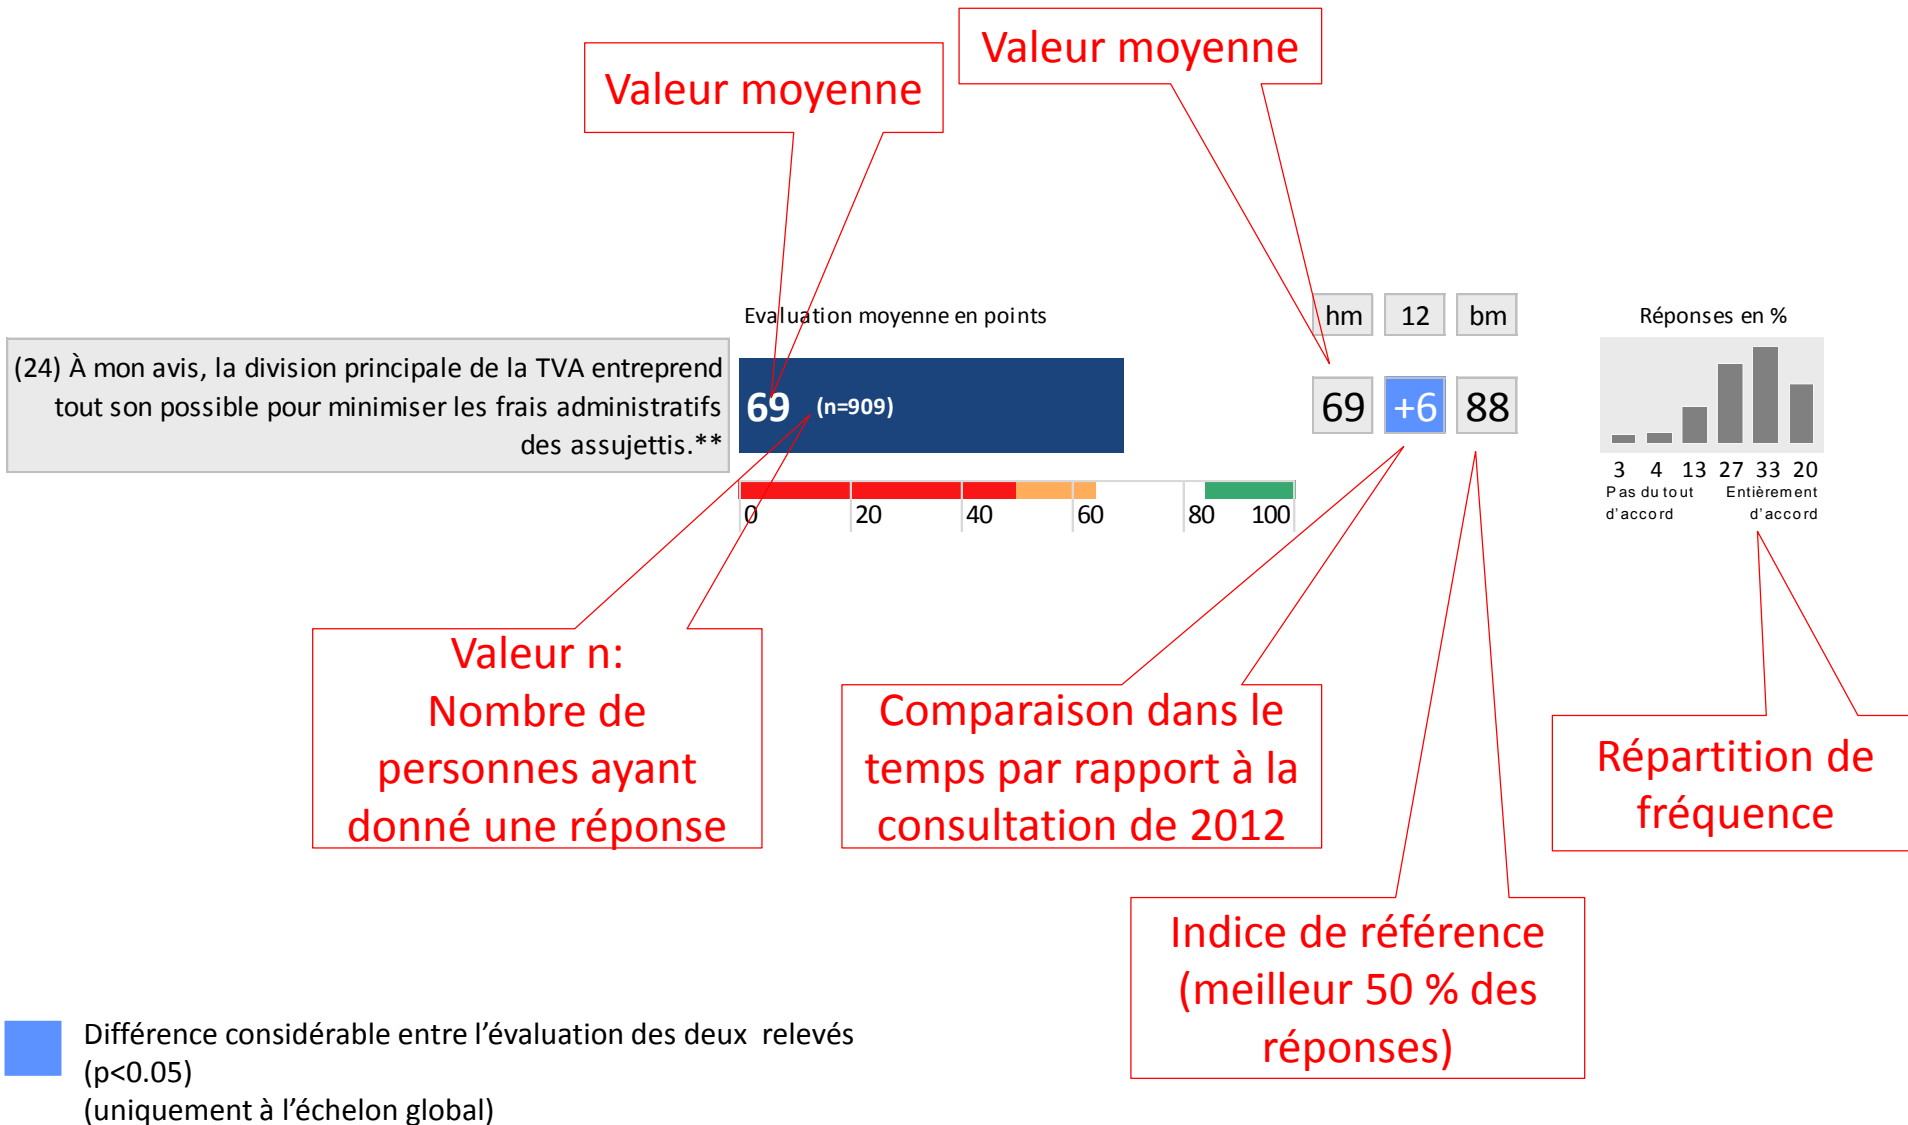 Valeur moyenne
Valeur moyenne
Evaluation moyenne en points
hm 12 bm
Réponses en %
(24) À mon avis, la division principale de la TVA entreprend
tout son possible pour minimiser les frais administratifs
des assujettis.**
69 (n=909)
69 +6 88
3 4 13 27 33 20
Pas du tout
d'accord
Entièrement
d'accord
0 20 40 60 80 100
Valeur n:
Nombre de
personnes ayant
donné une réponse
Comparaison dans le
temps par rapport à la
consultation de 2012
Répartition de
fréquence
Indice de référence
(meilleur 50 % des
réponses)
Différence considérable entre l’évaluation des deux relevés
(p<0.05)
(uniquement à l’échelon global)